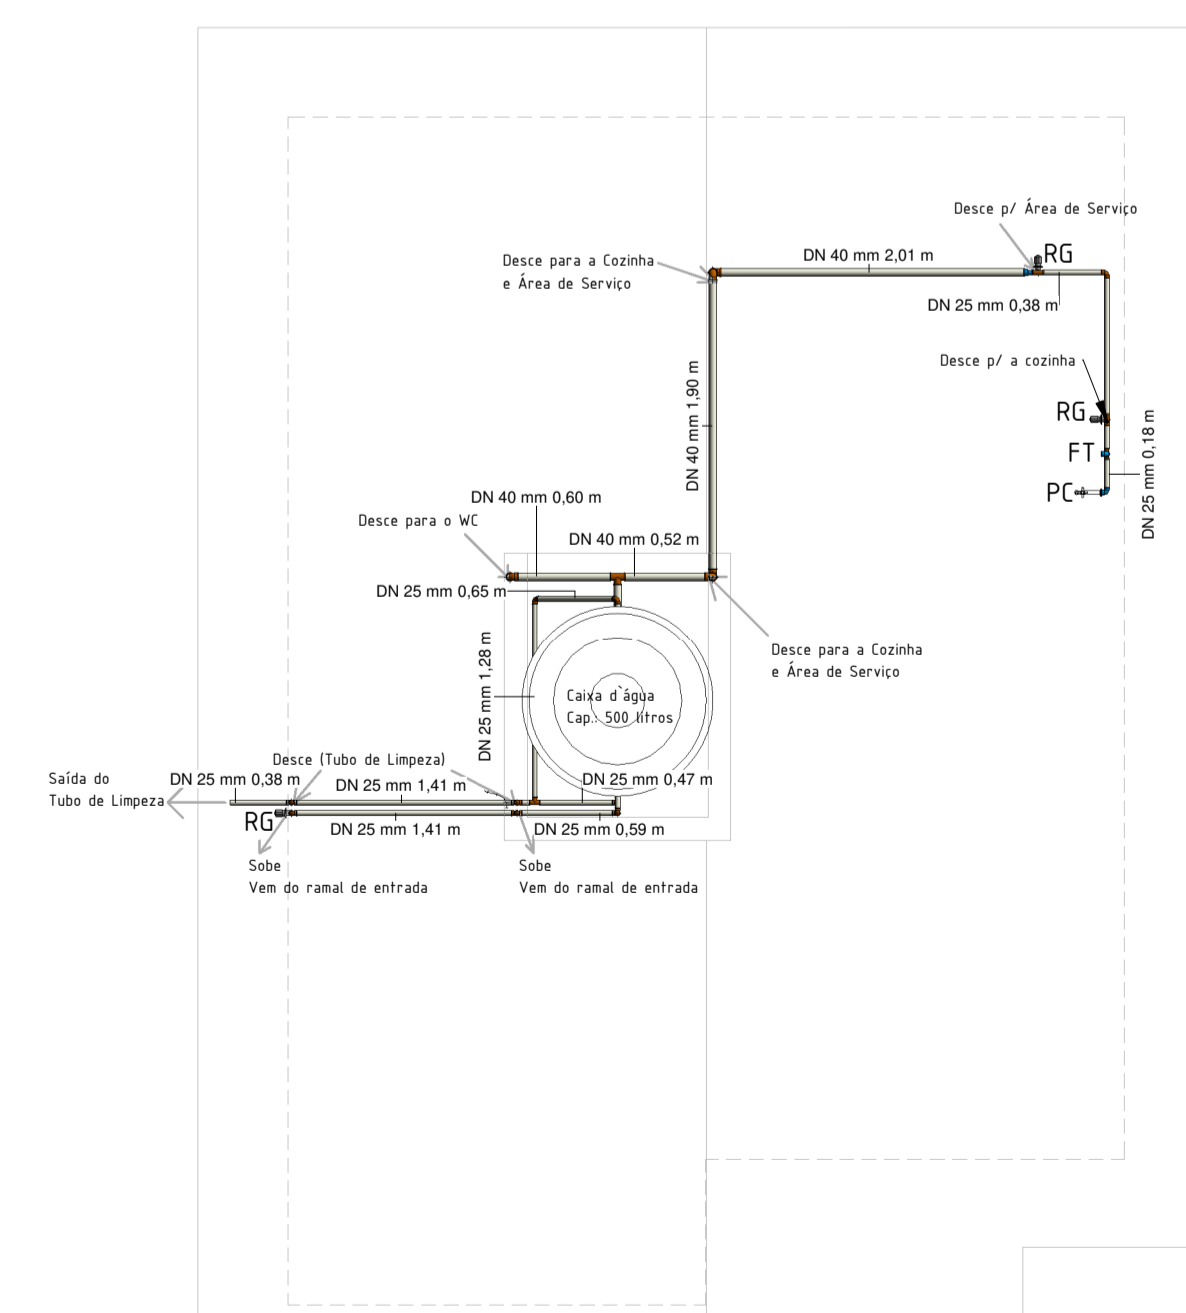 Desce p/ Área de Serviço
RG
DN 40 mm 2,01 m
Desce para a Cozinha
e Área de Serviço
DN 25 mm 0,38 m
Desce p/ a cozinha
DN 40 mm 1,90 m
RG
FT
PC
DN 25 mm 0,18 m
DN 40 mm 0,60 m
Desce para o WC
DN 40 mm 0,52 m
DN 25 mm 0,65 m
DN 25 mm 1,28 m
Desce para a Cozinha
e Área de Serviço
Caixa d`água
Cap.: 500 litros
Desce (Tubo de Limpeza)
Saída do
Tubo de Limpeza
DN 25 mm 0,38 m
DN 25 mm 1,41 m
DN 25 mm 0,47 m
RG
DN 25 mm 1,41 m
DN 25 mm 0,59 m
Sobe
Vem do ramal de entrada
Sobe
Vem do ramal de entrada